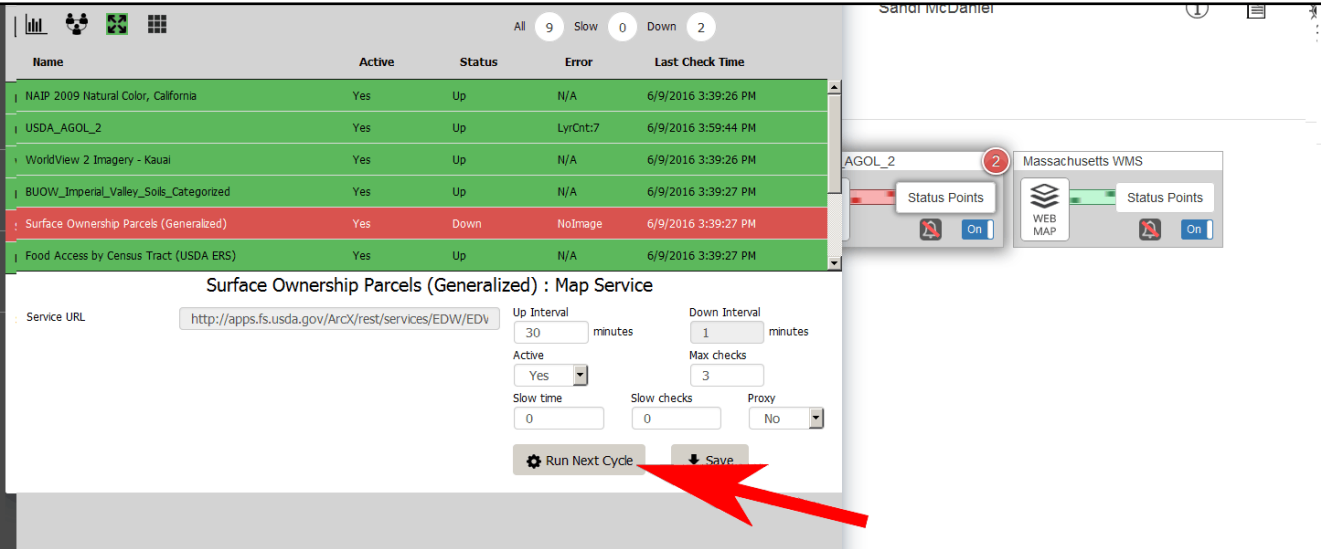 Sandi McDaniel
All 9 Slow 0 Down 2
Name Active Status Error Last Check Time
NAIP 2009 Natural Color, California Yes Up N/A 6/9/2016 3:39:26 PM
USDA_AGOL_2 Yes Up LyrCnt:7 6/9/2016 3:59:44 PM
WorldView 2 Imagery - Kauai Yes Up N/A 6/9/2016 3:39:26 PM
BUOW_Imperial_Valley_Soils_Categorized Yes Up N/A 6/9/2016 3:39:27 PM
Surface Ownership Parcels (Generalized) Yes Down NoImage 6/9/2016 3:39:27 PM
Food Access by Census Tract (USDA ERS) Yes Up N/A 6/9/2016 3:39:27 PM
Surface Ownership Parcels (Generalized) : Map Service
Service URL http://apps.fs.usda.gov/ArcX/rest/services/EDW/EDW
Up Interval Down Interval
30 minutes 1 minutes
Active Max checks
Yes 3
Slow time Slow checks Proxy
0 0 No
Run Next Cycle Save
AGOL_2 2
Status Points
On
Massachusetts WMS
WEB
MAP
Status Points
On